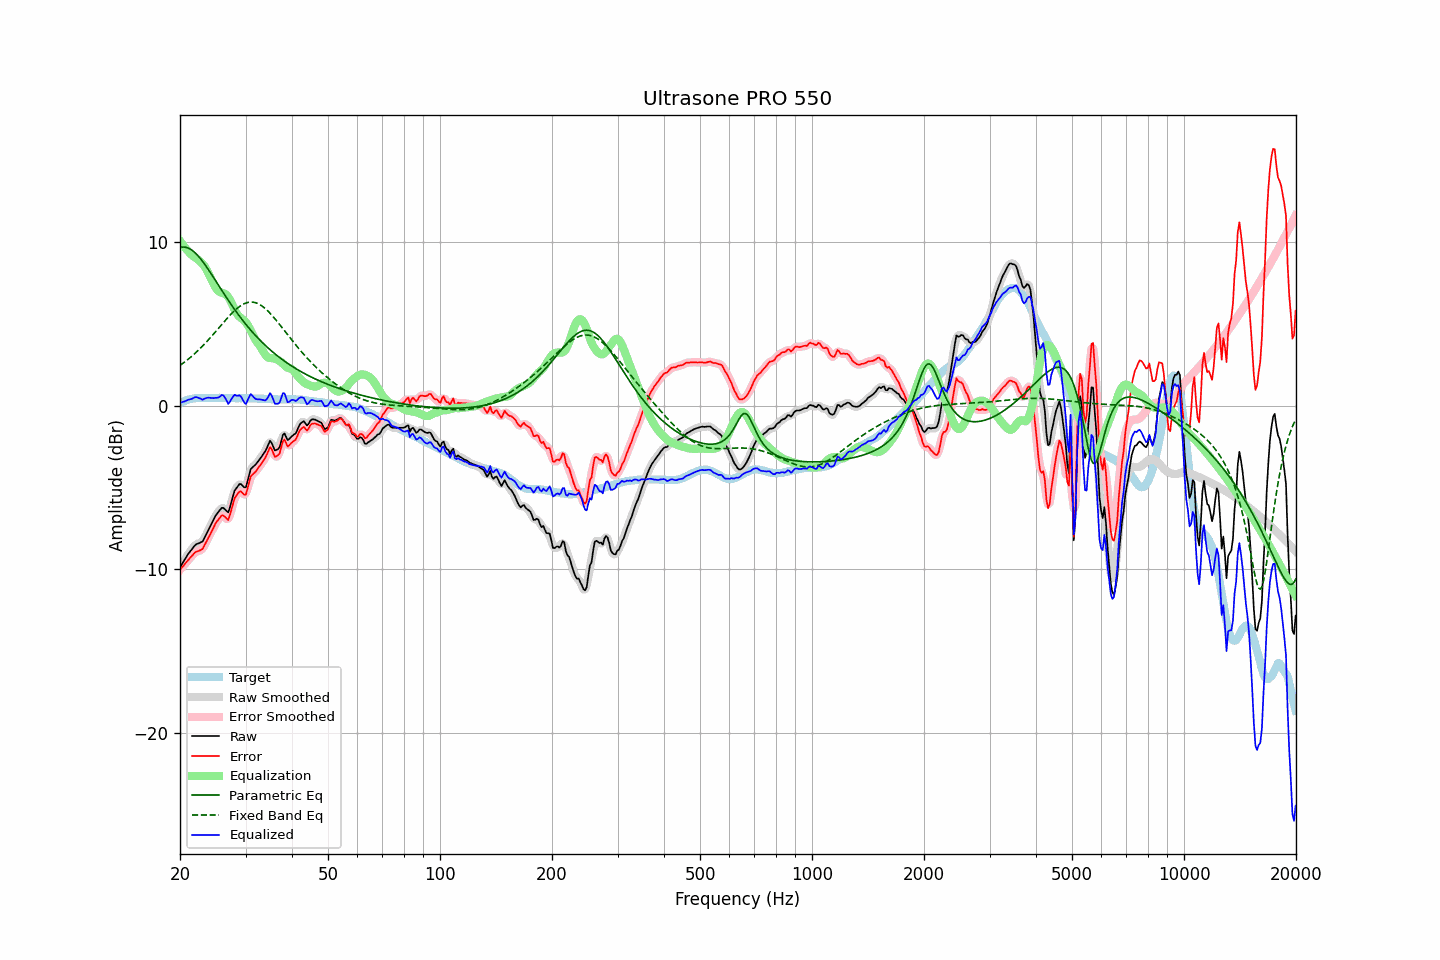 Ultrasone PRO 550
Amplitude (dBr)
10
0
−10
−20
Target
Raw Smoothed
Error Smoothed
Raw
Error
Equalization
Parametric Eq
Fixed Band Eq
Equalized
20 50 100 200 500 1000 2000 5000 10000 20000
Frequency (Hz)